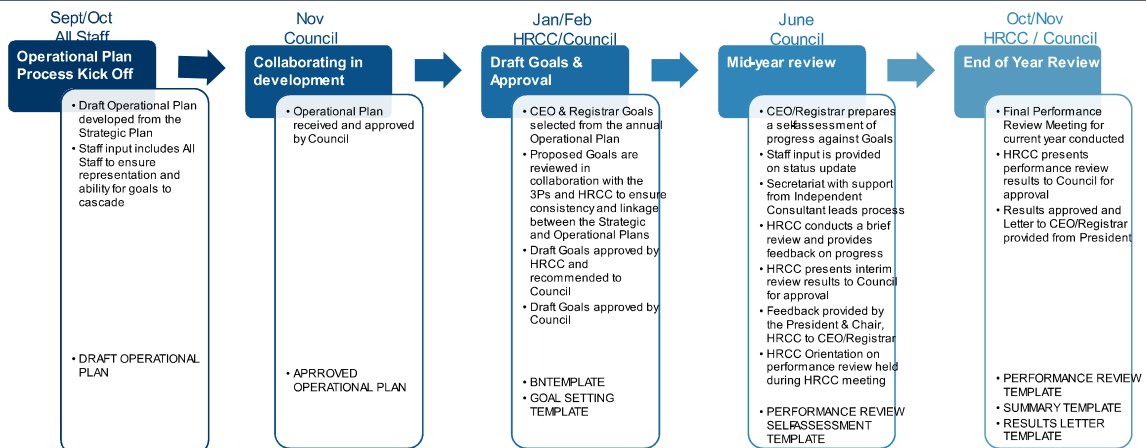 Sept/Oct
All Staff
Operational Plan
Process Kick Off
• Draft Operational Plan
developed from the
Strategic Plan
• Staff input includes All
Staff to ensure
representation and
ability for goals to
cascade
• DRAFT OPERATIONAL
PLAN
Nov
Council
Collaborating in
development
• Operational Plan
received and approved
by Council
• APRROVED
OPERATIONAL PLAN
Jan/Feb
HRCC/Council
Draft Goals &
Approval
• CEO & Registrar Goals
selected from the annual
Operational Plan
• Proposed Goals are
reviewed in
collaboration with the
3Ps and HRCC to ensure
consistency and linkage
between the Strategic
and Operational Plans
• Draft Goals approved by
HRCC and
recommended to
Council
• Draft Goals approved by
Council
• BNTEMPLATE
• GOAL SETTING
TEMPLATE
June
Council
Mid-year review
• CEO/Registrar prepares
a self-assessment of
progress against Goals
• Staff input is provided
on status update
• Secretariat with support
from Independent
Consultant leads process
• HRCC conducts a brief
review and provides
feedback on progress
• HRCC presents interim
review results to Council
for approval
• Feedback provided by
the President & Chair,
HRCC to CEO/Registrar
• HRCC Orientation on
performance review held
during HRCC meeting
• PERFORMANCE REVIEW
SELF-ASSESSMENT
TEMPLATE
Oct/Nov
HRCC / Council
End of Year Review
• Final Performance
Review Meeting for
current year conducted
• HRCC presents
performance review
results to Council for
approval
• Results approved and
Letter to CEO/Registrar
provided from President
• PERFORMANCE REVIEW
TEMPLATE
• SUMMARY TEMPLATE
• RESULTS LETTER
TEMPLATE